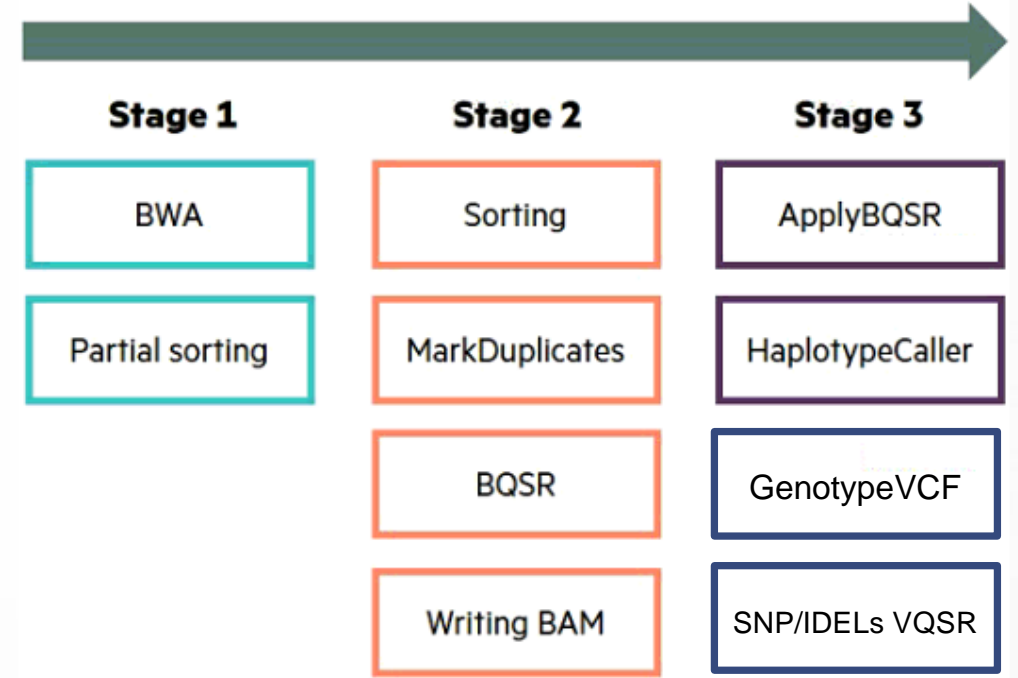 Stage 1
Stage 2
Stage 3
BWA
Sorting
ApplyBQSR
Partial sorting
MarkDuplicates
HaplotypeCaller
BQSR
GenotypeVCF
Writing BAM
SNP/IDELs VQSR